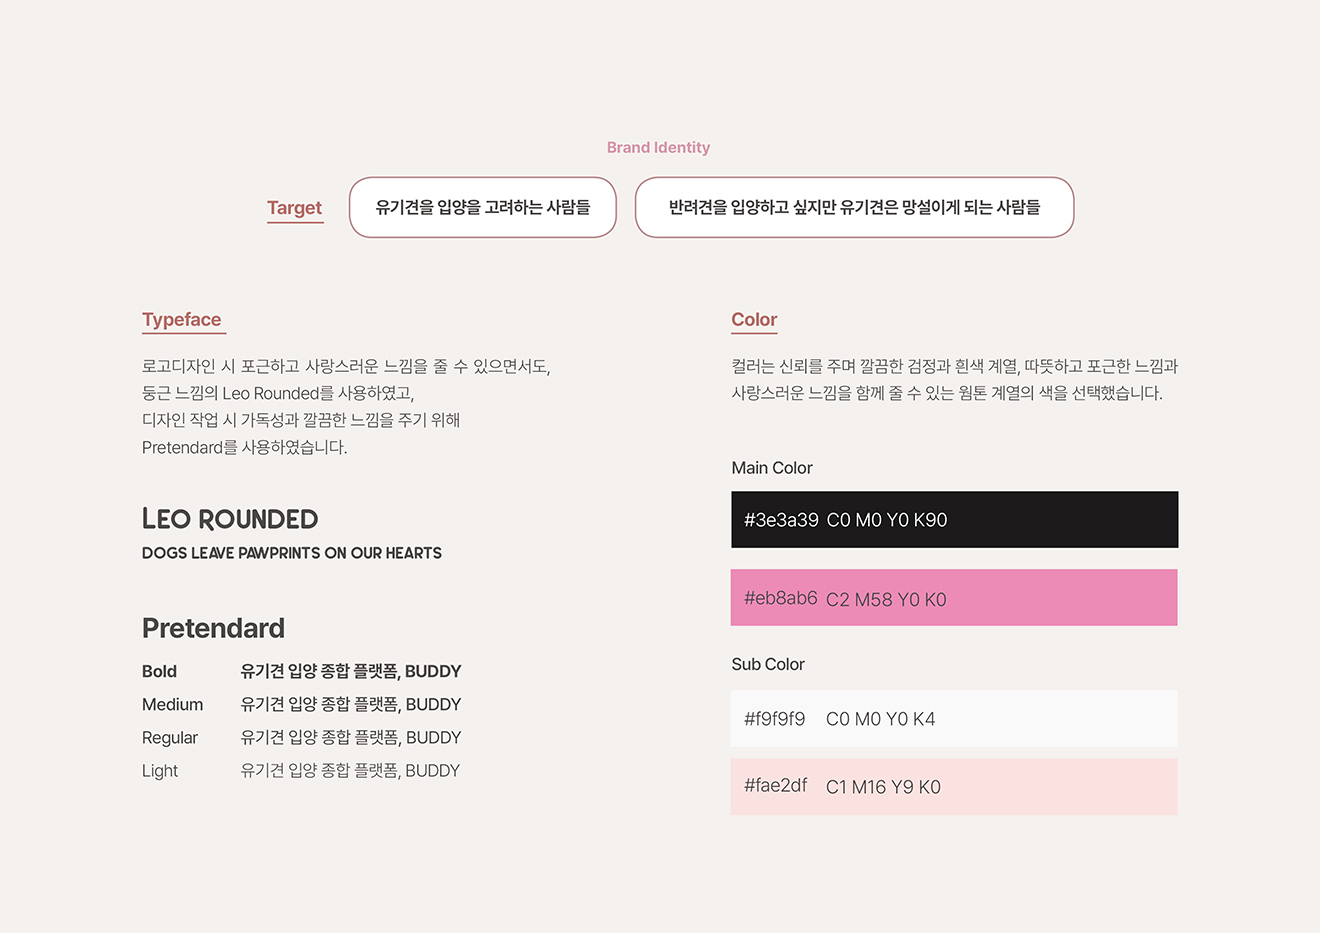 Brand Identity
Target
유기견을 입양을 고려하는 사람들
반려견을 입양하고 싶지만 유기견은 망설이게 되는 사람들
Typeface
로고디자인 시 포근하고 사랑스러운 느낌을 줄 수 있으면서도,
둥근 느낌의 Leo Rounded를 사용하였고,
디자인 작업 시 가독성과 깔끔한 느낌을 주기 위해
Pretendard를 사용하였습니다.
LEO ROUNDED
DOGS LEAVE PAWPRINTS ON OUR HEARTS
Pretendard
Bold 유기견 입양 종합 플랫폼, BUDDY
Medium 유기견 입양 종합 플랫폼, BUDDY
Regular 유기견 입양 종합 플랫폼, BUDDY
Light 유기견 입양 종합 플랫폼, BUDDY
Color
컬러는 신뢰를 주며 깔끔한 검정과 흰색 계열, 따뜻하고 포근한 느낌과
사랑스러운 느낌을 함께 줄 수 있는 웜톤 계열의 색을 선택했습니다.
Main Color
#3e3a39 C0 M0 Y0 K90
#eb8ab6 C2 M58 Y0 K0
Sub Color
#f9f9f9 C0 M0 Y0 K4
#fae2df C1 M16 Y9 K0